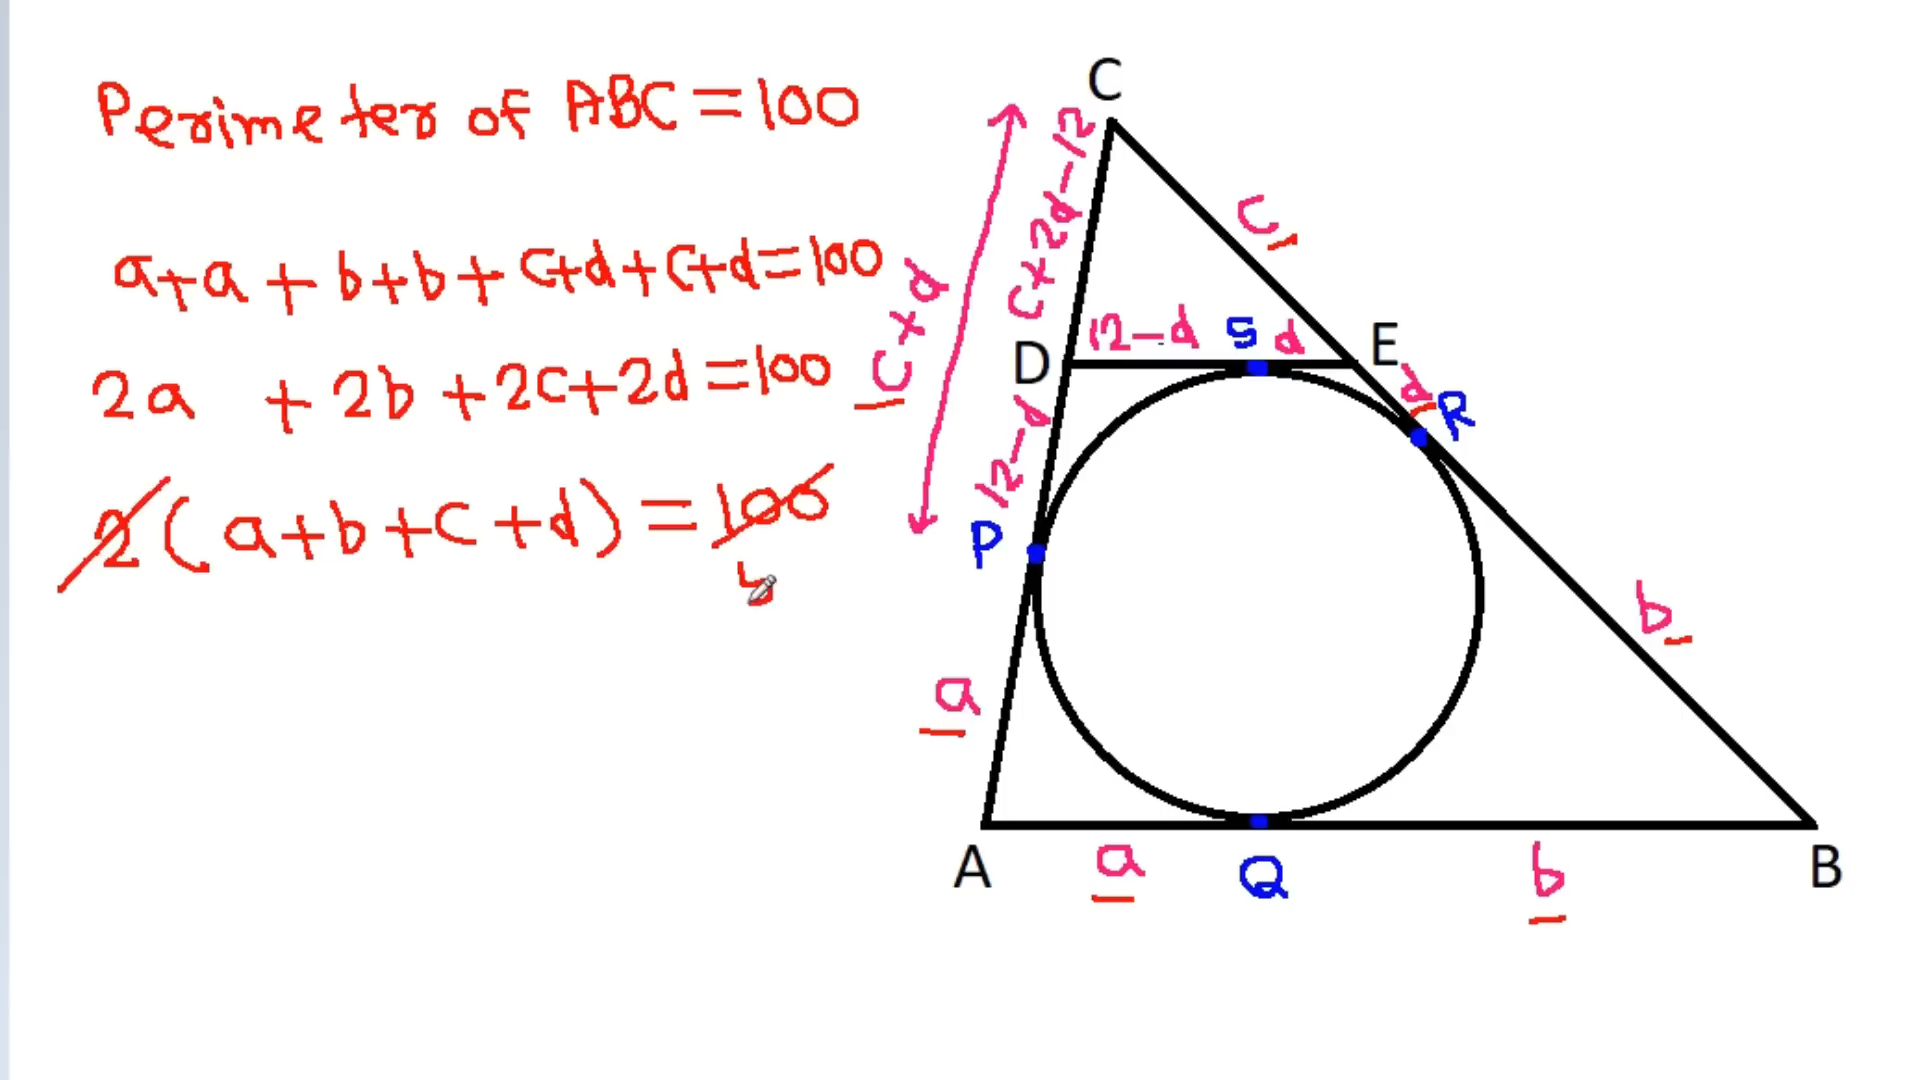 Perimeter of ABC = 100
a+a + b+b + c+d + c+d = 100
2a + 2b + 2c + 2d = 100
2(a+b+c+d) = 100
C
c+2d-12
c
c+d
12-d
S
d
D
E
d
R
12-d
P
b
a
A
a
Q
b
B